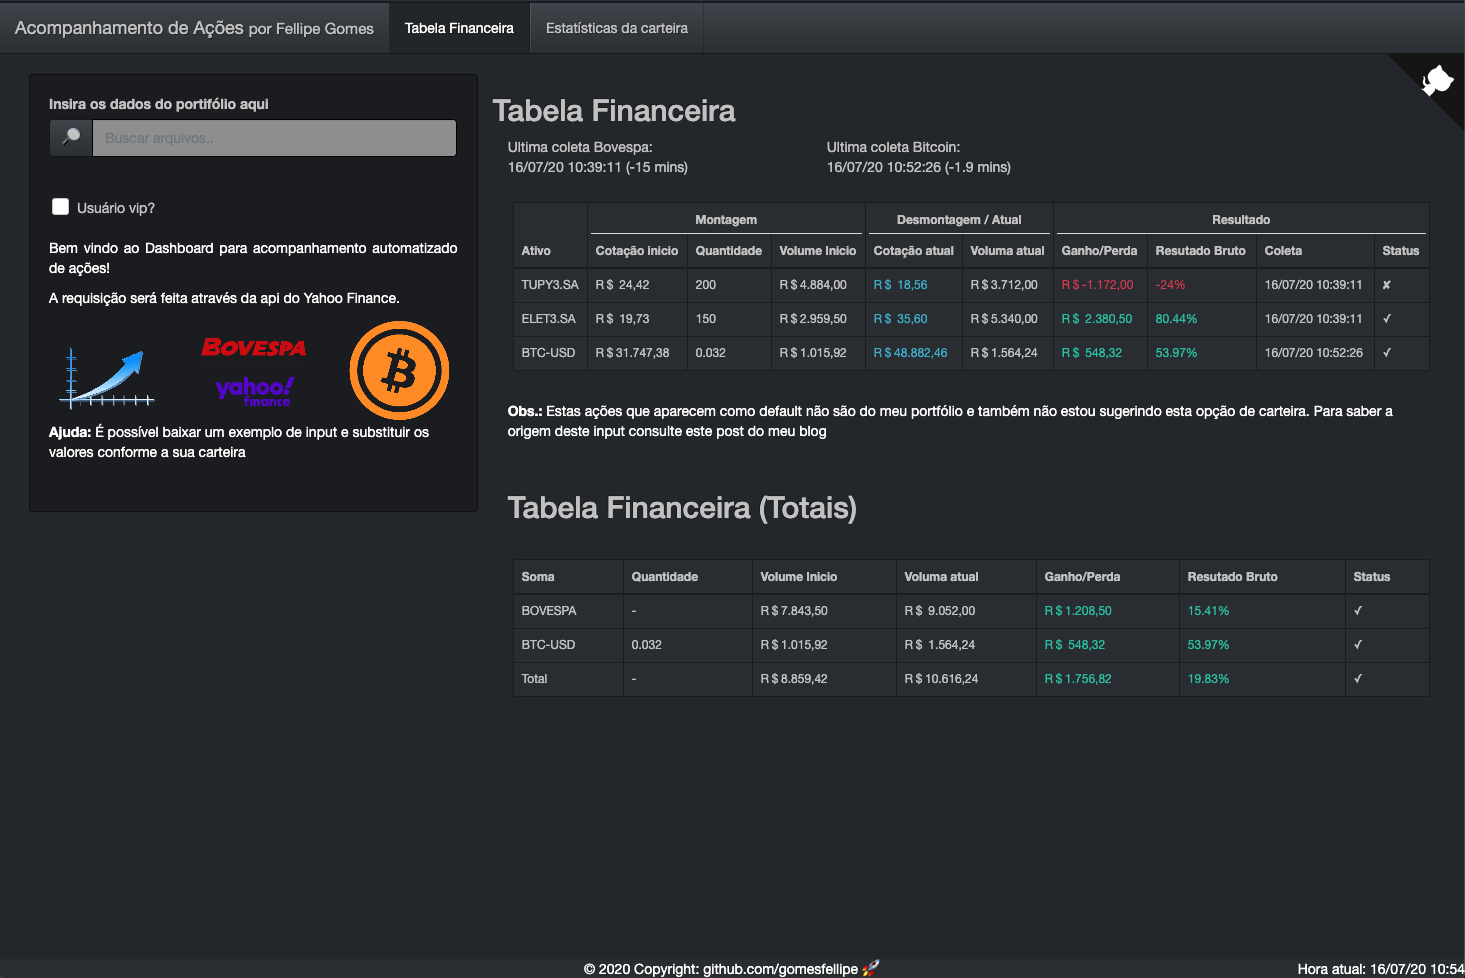 Acompanhamento de Ações por Fellipe Gomes
Tabela Financeira
Estatísticas da carteira
Insira os dados do portifólio aqui
Buscar arquivos..
Usuário vip?
Bem vindo ao Dashboard para acompanhamento automatizado
de ações!
A requisição será feita através da api do Yahoo Finance.
BOVESPA
yahoo!
finance
Ajuda: É possível baixar um exemplo de input e substituir os
valores conforme a sua carteira
Tabela Financeira
Ultima coleta Bovespa:
16/07/20 10:39:11 (-15 mins)
Ultima coleta Bitcoin:
16/07/20 10:52:26 (-1.9 mins)
Montagem Desmontagem / Atual Resultado
Ativo Cotação inicio Quantidade Volume Inicio Cotação atual Voluma atual Ganho/Perda Resutado Bruto Coleta Status
TUPY3.SA R$ 24,42 200 R$4.884,00 R$ 18,56 R$3.712,00 R$-1.172,00 -24% 16/07/20 10:39:11 ✘
ELET3.SA R$ 19,73 150 R$2.959,50 R$ 35,60 R$5.340,00 R$ 2.380,50 80.44% 16/07/20 10:39:11 ✓
BTC-USD R$31.747,38 0.032 R$1.015,92 R$48.882,46 R$1.564,24 R$ 548,32 53.97% 16/07/20 10:52:26 ✓
Obs.: Estas ações que aparecem como default não são do meu portfólio e também não estou sugerindo esta opção de carteira. Para saber a
origem deste input consulte este post do meu blog
Tabela Financeira (Totais)
Soma Quantidade Volume Inicio Voluma atual Ganho/Perda Resutado Bruto Status
BOVESPA - R$7.843,50 R$ 9.052,00 R$1.208,50 15.41% ✓
BTC-USD 0.032 R$1.015,92 R$ 1.564,24 R$ 548,32 53.97% ✓
Total - R$8.859,42 R$10.616,24 R$1.756,82 19.83% ✓
© 2020 Copyright: github.com/gomesfellipe 🚀
Hora atual: 16/07/20 10:54